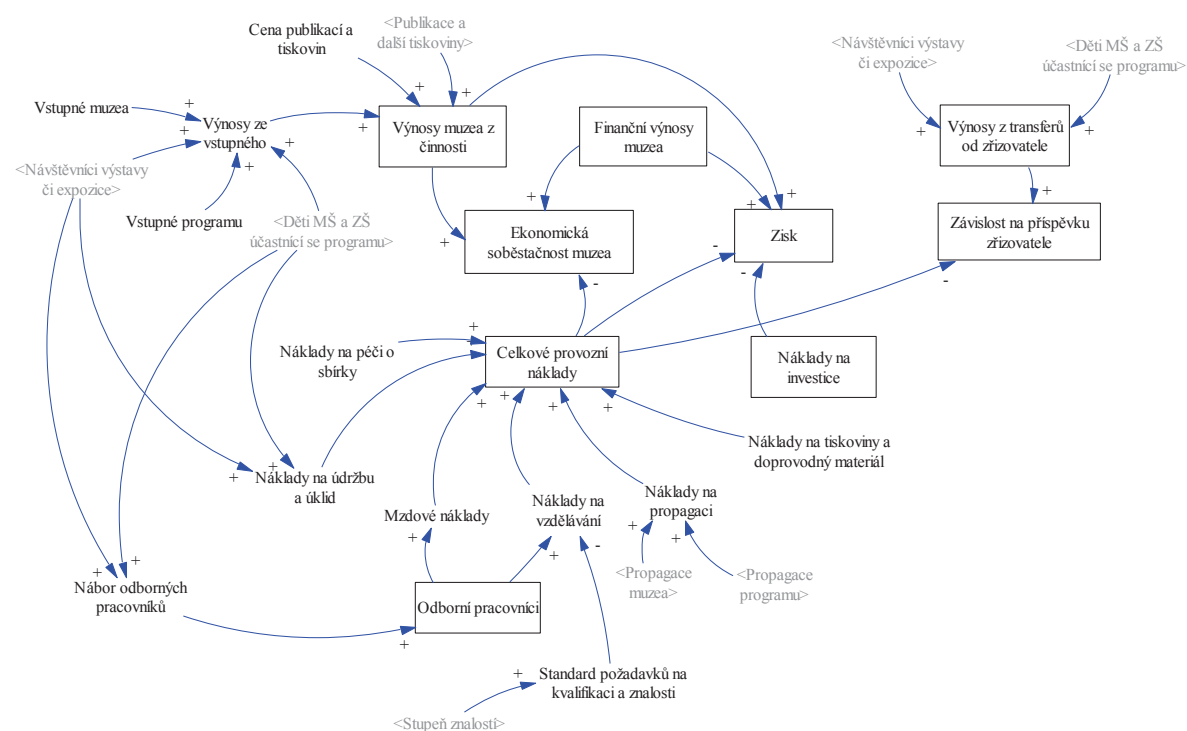 Cena publikací a
tiskovin
<Publikace a
další tiskoviny>
<Návštěvníci výstavy
či expozice>
<Děti MŠ a ZŠ
účastnící se programu>
Vstupné muzea
+
+
Výnosy ze
vstupného
+
+
+
+
+
+
Výnosy muzea z
činnosti
Finanční výnosy
muzea
Výnosy z transferů
od zřizovatele
+
+
<Návštěvníci výstavy
či expozice>
Vstupné programu
<Děti MŠ a ZŠ
účastnící se programu>
+
+
Ekonomická
soběstačnost muzea
+
+
Zisk
+
Závislost na příspěvku
zřizovatele
-
-
-
-
Náklady na péči o
sbírky
+
Celkové provozní
náklady
Náklady na
investice
+
+
+
+
Náklady na tiskoviny a
doprovodný materiál
+
+
Náklady na údržbu
a úklid
Mzdové náklady
Náklady na
vzdělávání
Náklady na
propagaci
+
+
-
+
+
<Propagace
muzea>
<Propagace
programu>
+
+
Nábor odborných
pracovníků
Odborní pracovníci
+
+
Standard požadavků na
kvalifikaci a znalosti
<Stupeň znalostí>